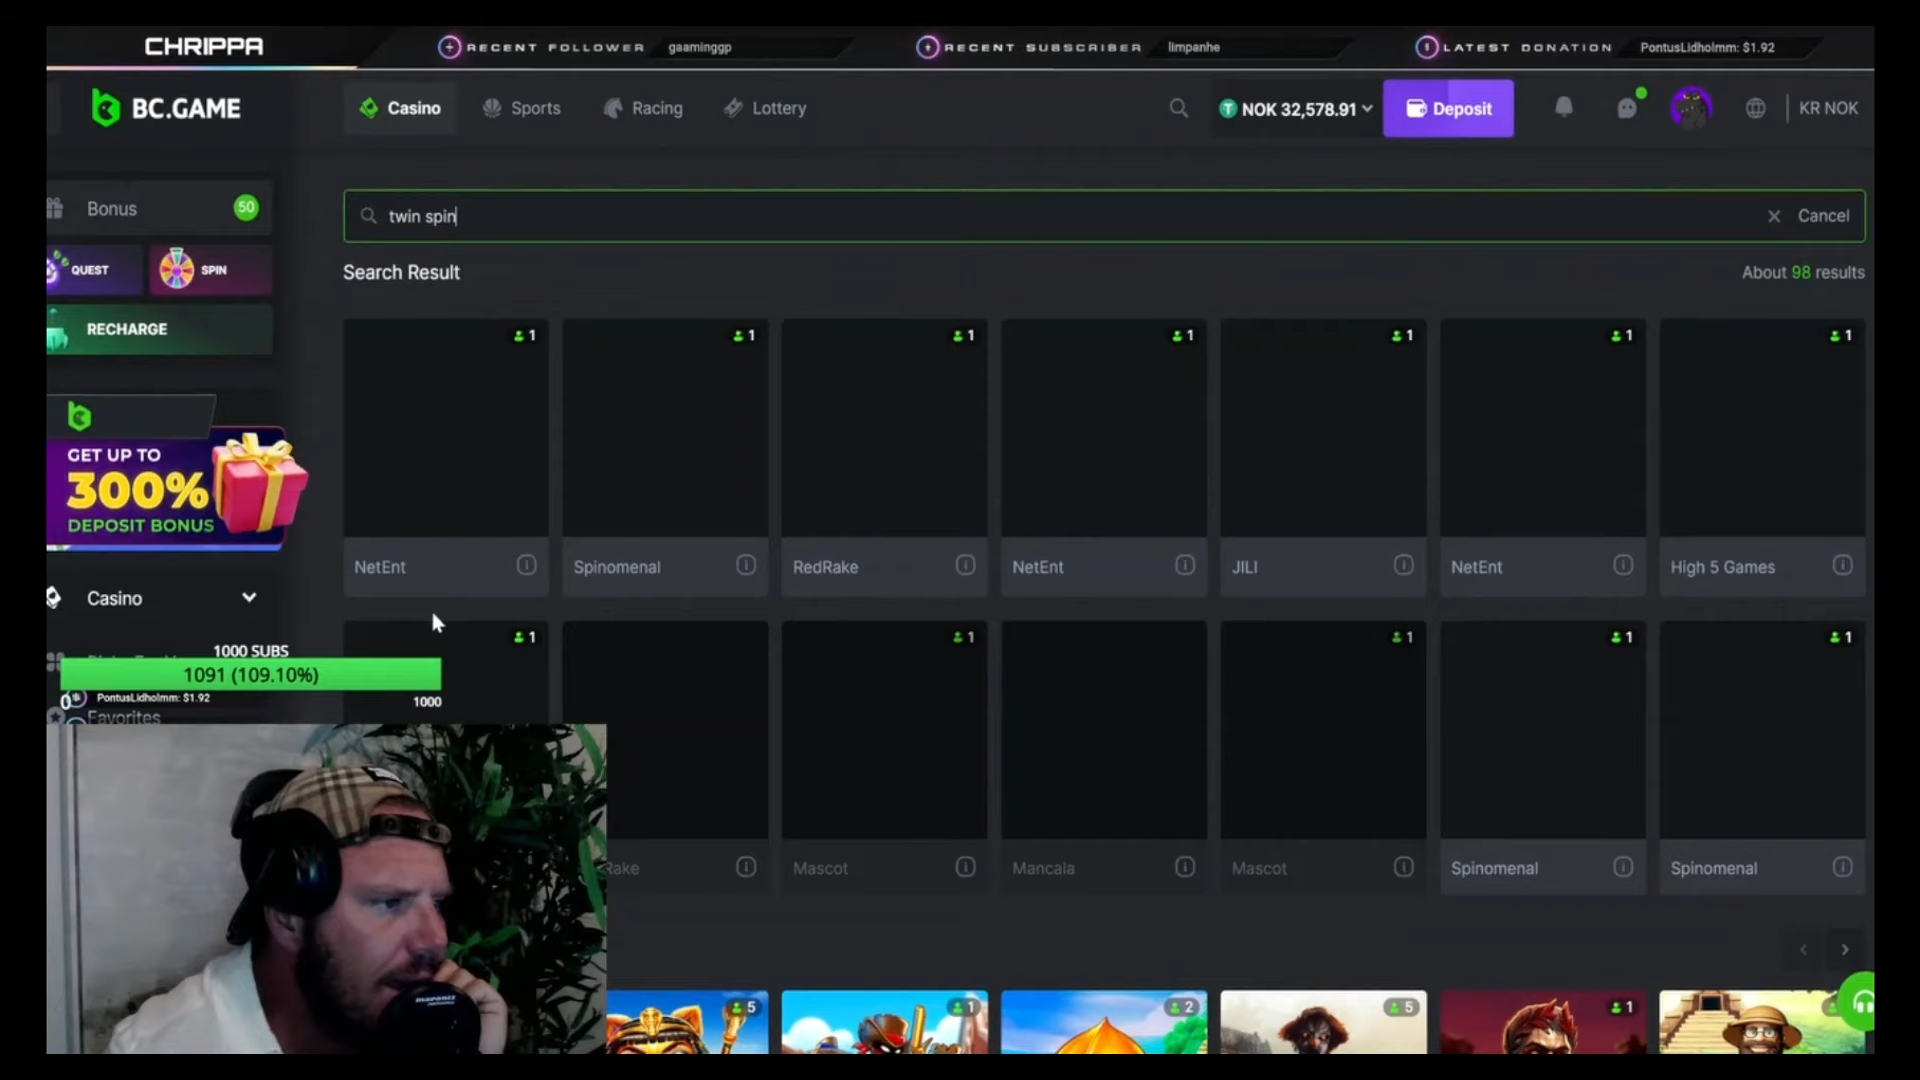 CHRIPPA
RECENT FOLLOWER gaaminggp
RECENT SUBSCRIBER limpanhe
LATEST DONATION PontusLidholmm: $1.92
BC.GAME
Casino
Sports
Racing
Lottery
NOK 32,578.91
Deposit
KR NOK
Bonus 50
QUEST
SPIN
RECHARGE
twin spin
Cancel
Search Result
About 98 results
1 1 1 1 1 1 1
GET UP TO
300%
DEPOSIT BONUS
NetEnt Spinomenal RedRake NetEnt JILI NetEnt High 5 Games
Casino
1 1 1 1 1
1000 SUBS
1091 (109.10%)
0 1000
PontusLidholmm: $1.92
Favorites
Mascot Mancala Mascot Spinomenal Spinomenal
5 1 2 5 1